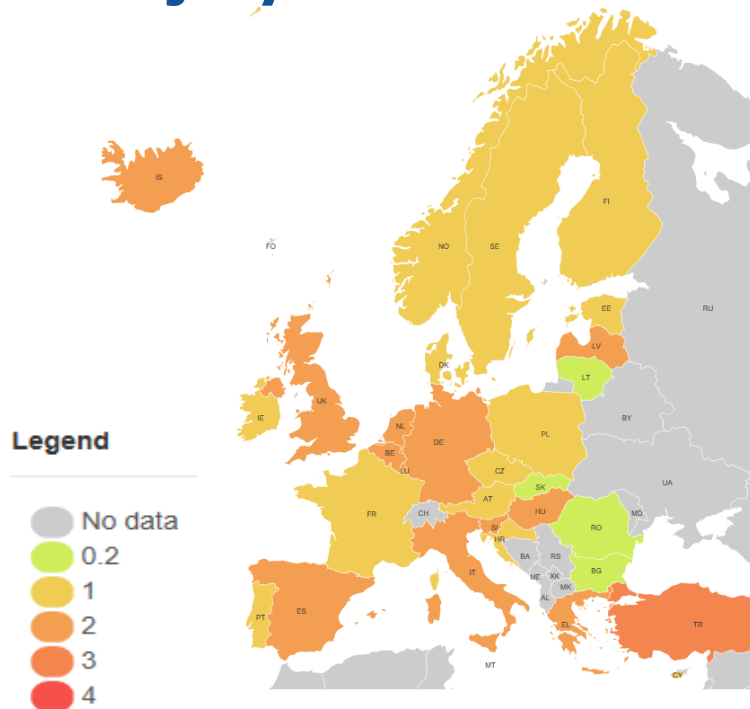 IS
FO
NO
SE
FI
RU
EE
LV
LT
DK
BY
IE
UK
NL
BE
LU
DE
PL
CZ
SK
UA
FR
CH
AT
HU
MD
SI
HR
RO
BA
RS
BG
IT
ME
XK
MK
AL
PT
ES
EL
TR
MT
CY
Legend
No data
0.2
1
2
3
4